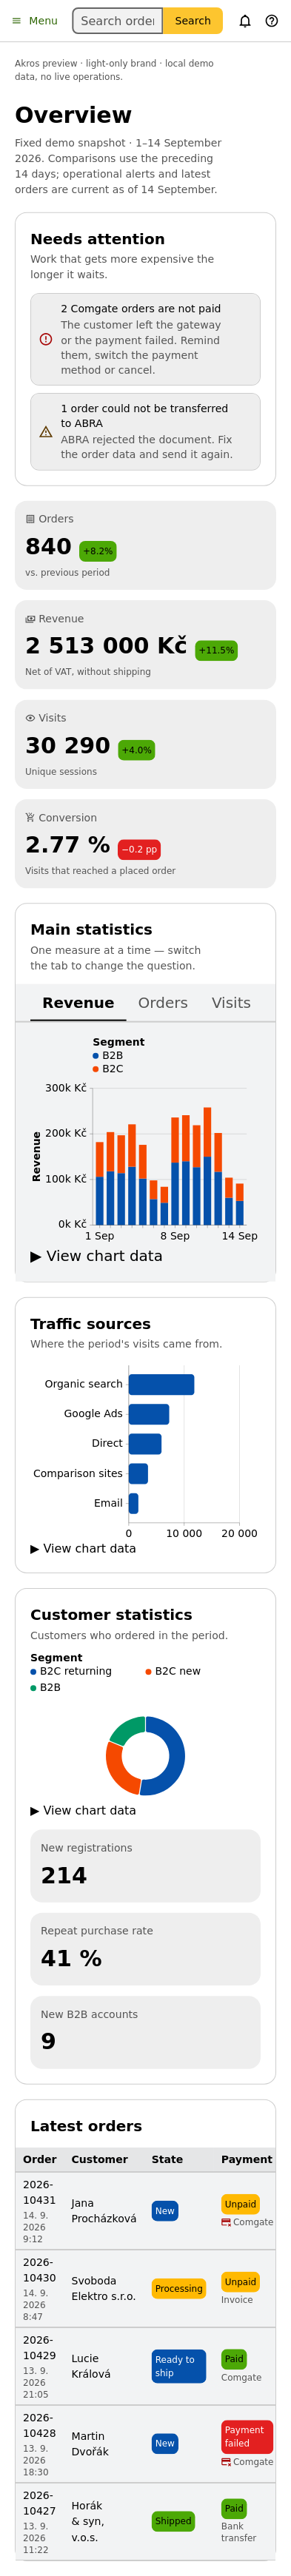 Menu
Search order
Search
Akros preview · light-only brand · local demo
data, no live operations.
Overview
Fixed demo snapshot · 1–14 September
2026. Comparisons use the preceding
14 days; operational alerts and latest
orders are current as of 14 September.
Needs attention
Work that gets more expensive the
longer it waits.
2 Comgate orders are not paid
The customer left the gateway
or the payment failed. Remind
them, switch the payment
method or cancel.
1 order could not be transferred
to ABRA
ABRA rejected the document. Fix
the order data and send it again.
Orders
840 +8.2%
vs. previous period
Revenue
2 513 000 Kč +11.5%
Net of VAT, without shipping
Visits
30 290 +4.0%
Unique sessions
Conversion
2.77 % −0.2 pp
Visits that reached a placed order
Main statistics
One measure at a time — switch
the tab to change the question.
Revenue Orders Visits
Segment
B2B
B2C
300k Kč
200k Kč
100k Kč
0k Kč
Revenue
1 Sep 8 Sep 14 Sep
▶ View chart data
Traffic sources
Where the period's visits came from.
Organic search
Google Ads
Direct
Comparison sites
Email
0 10 000 20 000
▶ View chart data
Customer statistics
Customers who ordered in the period.
Segment
B2C returning B2C new
B2B
▶ View chart data
New registrations
214
Repeat purchase rate
41 %
New B2B accounts
9
Latest orders
Order Customer State Payment
2026-
10431
14. 9.
2026
9:12
Jana
Procházková
New
Unpaid
Comgate
2026-
10430
14. 9.
2026
8:47
Svoboda
Elektro s.r.o.
Processing
Unpaid
Invoice
2026-
10429
13. 9.
2026
21:05
Lucie
Králová
Ready to
ship
Paid
Comgate
2026-
10428
13. 9.
2026
18:30
Martin
Dvořák
New
Payment
failed
Comgate
2026-
10427
13. 9.
2026
11:22
Horák
& syn,
v.o.s.
Shipped
Paid
Bank
transfer